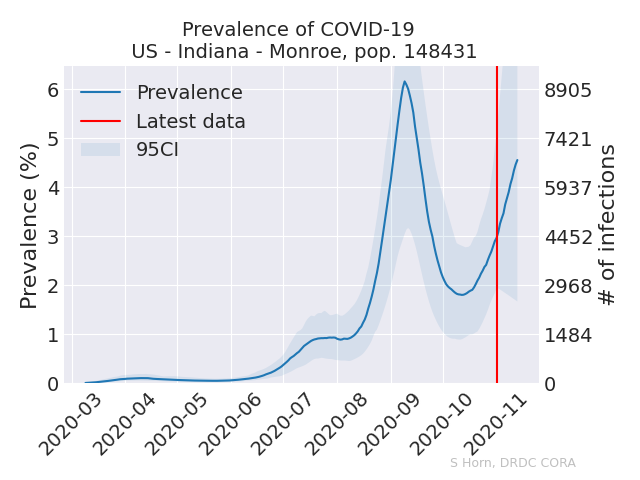 Prevalence of COVID-19
US - Indiana - Monroe, pop. 148431
Prevalence
Latest data
95CI
Prevalence (%)
6
5
4
3
2
1
0
8905
7421
5937
4452
2968
1484
0
# of infections
2020-03
2020-04
2020-05
2020-06
2020-07
2020-08
2020-09
2020-10
2020-11
S Horn, DRDC CORA